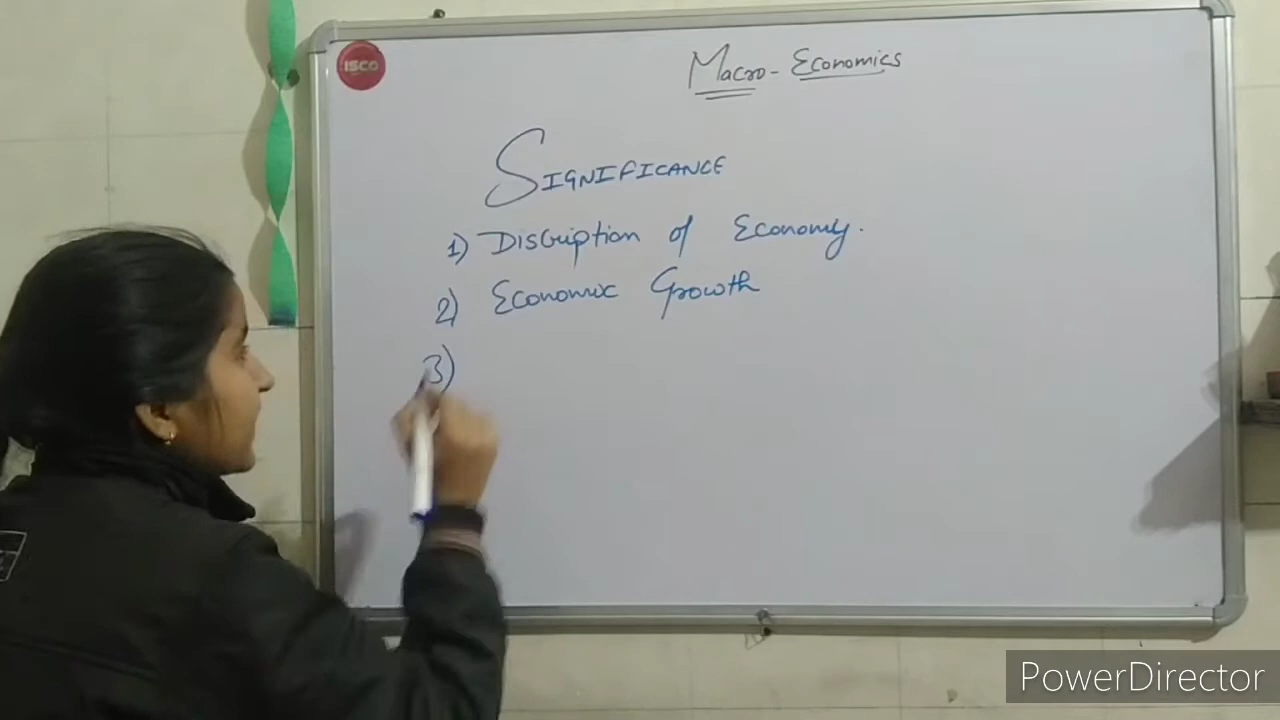 ISCO
Macro-Economics
SIGNIFICANCE
1) Discription of Economy.
2) Economic Growth
3)
PowerDirector